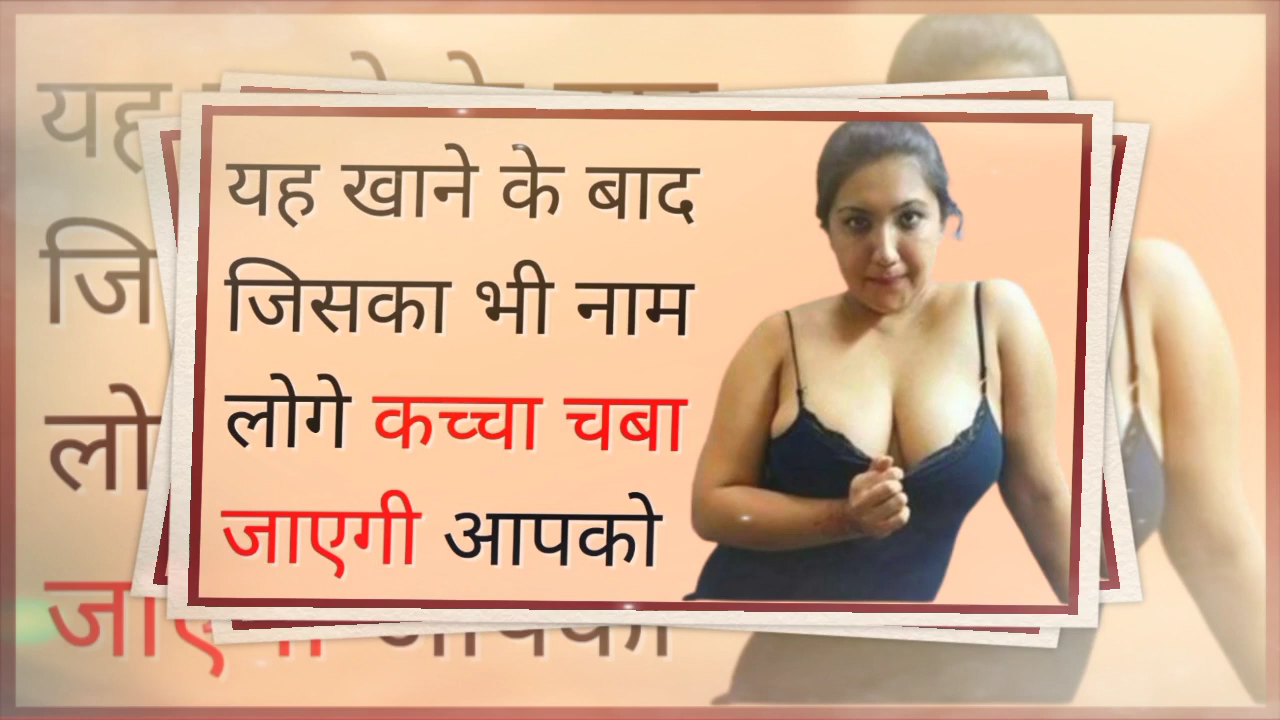 यह खाने के बाद
जिसका भी नाम
लोगे कच्चा चबा
जाएगी आपको